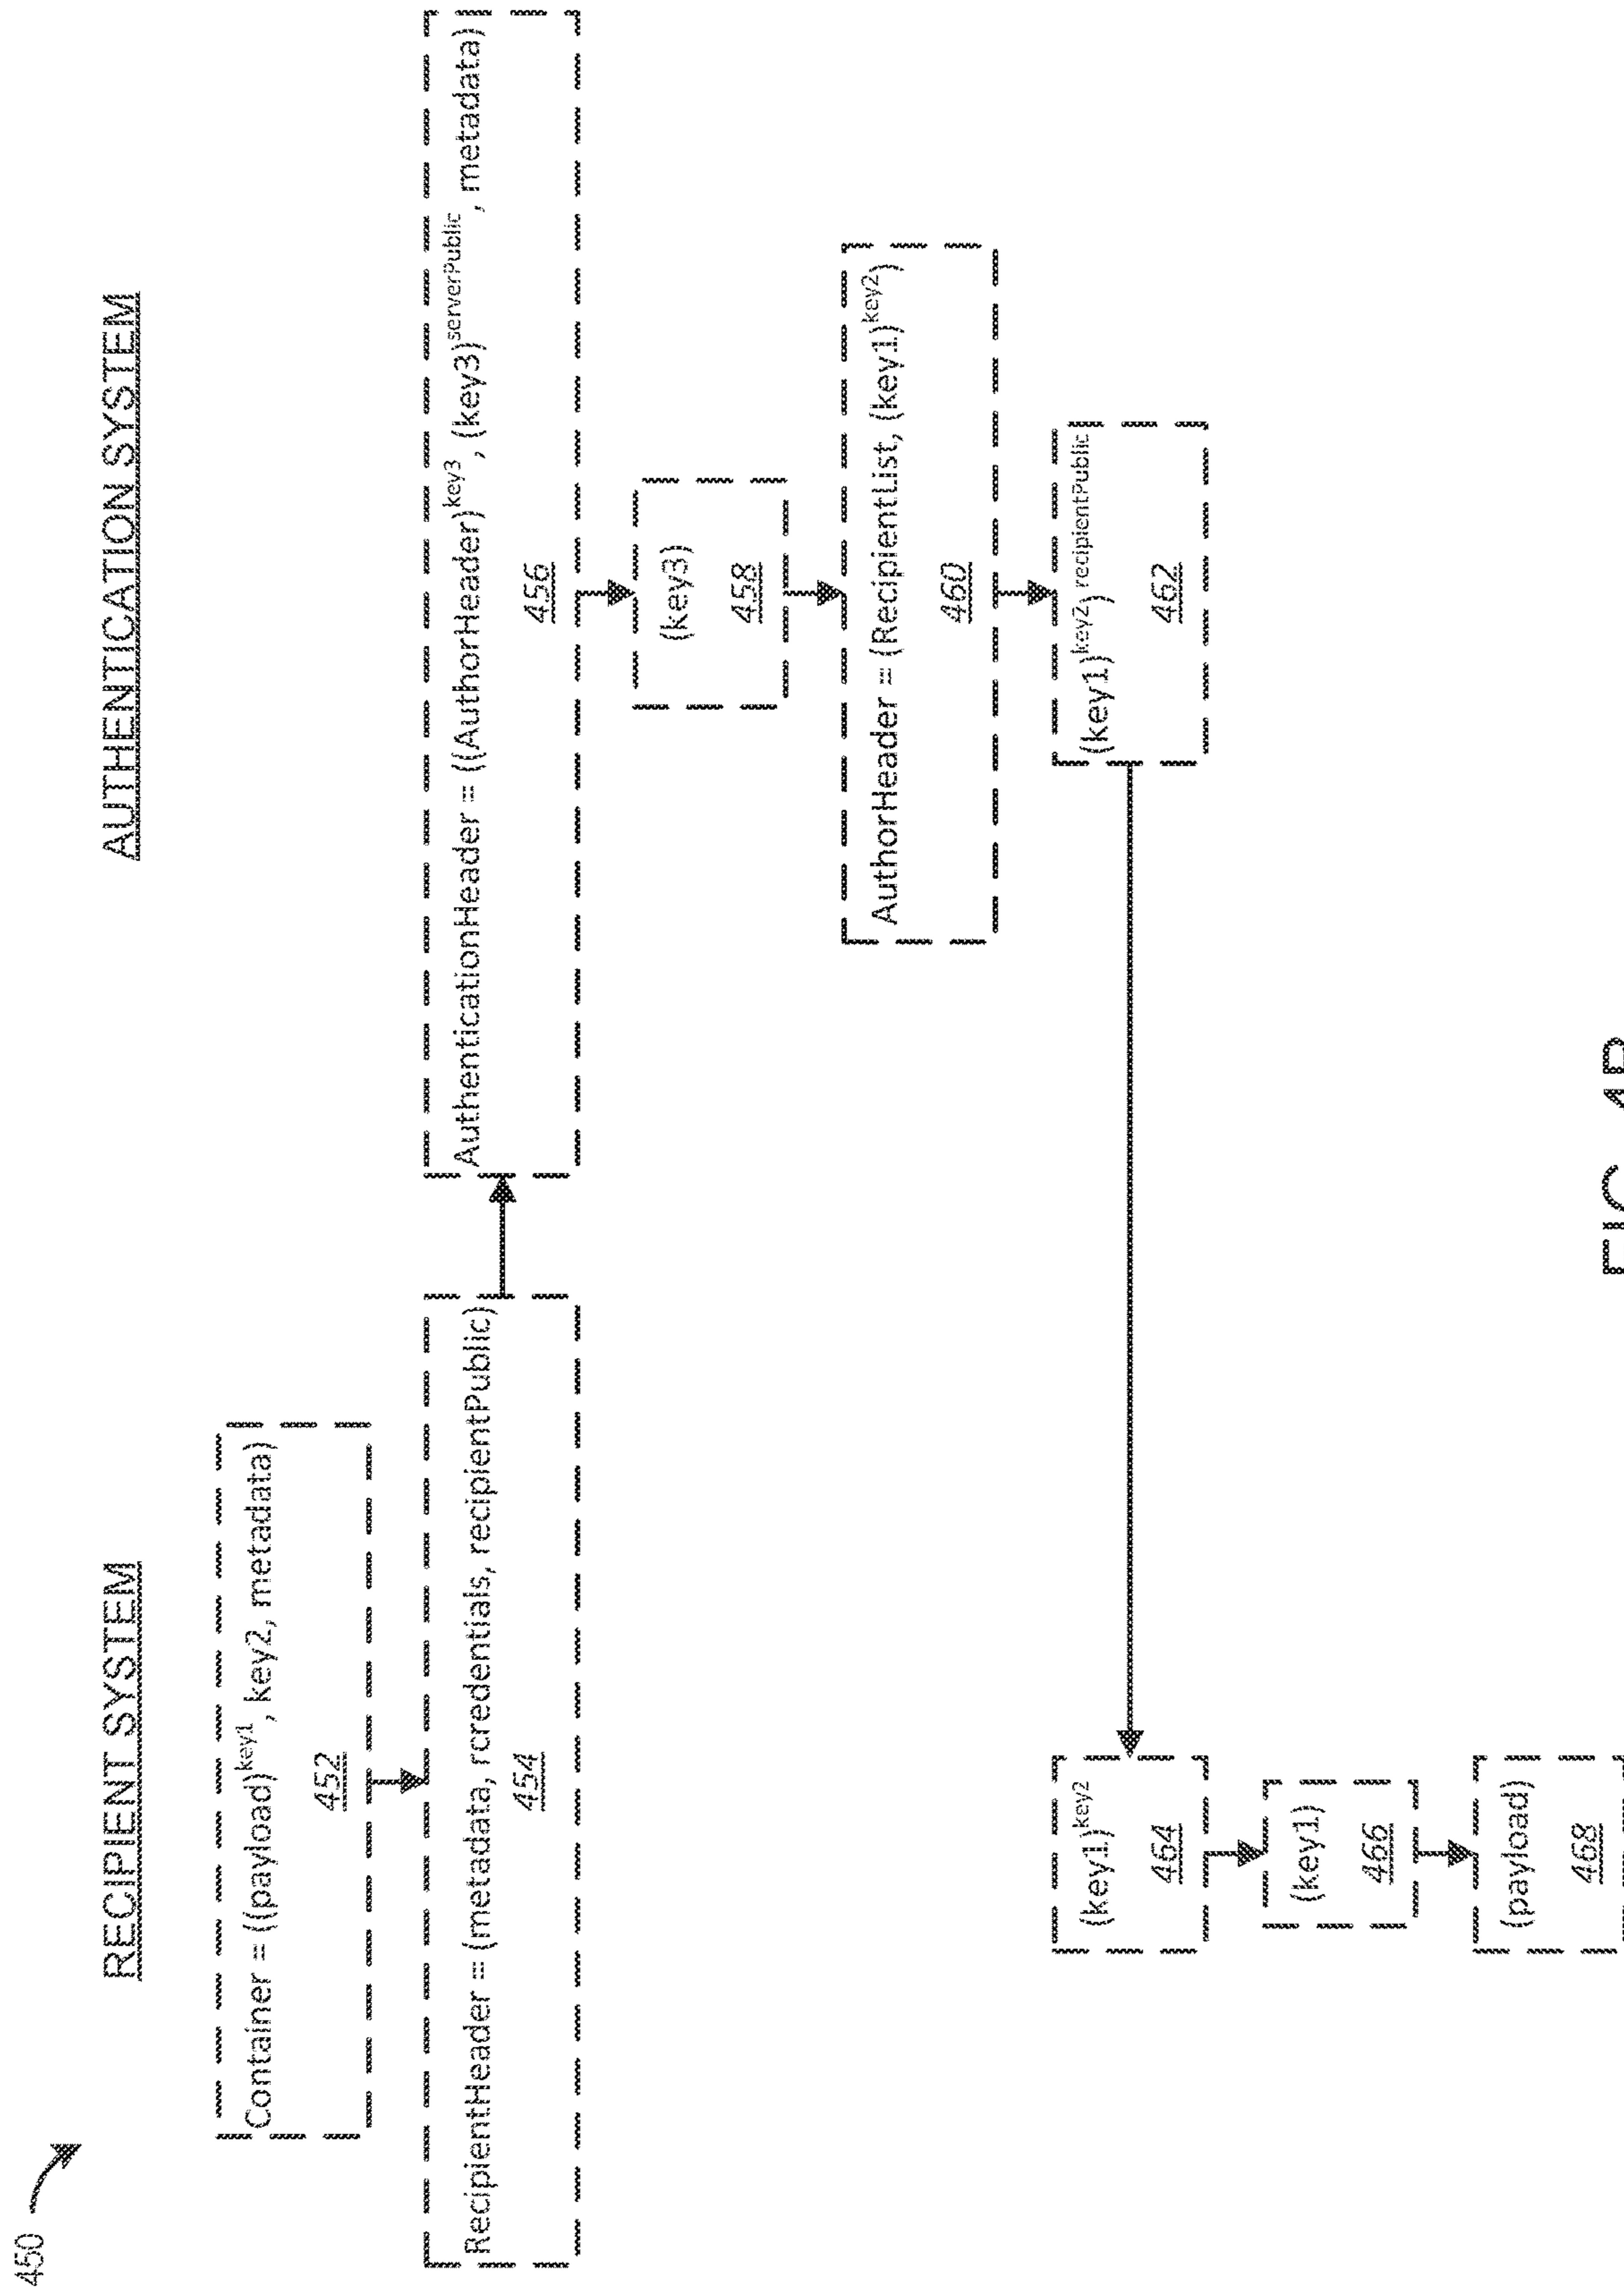 450
RECIPIENT SYSTEM
AUTHENTICATION SYSTEM
Container = ((payload)^key1, key2, metadata)
452
RecipientHeader = (metadata, rcredentials, recipientPublic)
454
AuthenticationHeader = ((AuthorHeader)^key3, (key3)^serverPublic, metadata)
456
(key3)
458
AuthorHeader = (RecipientList, (key1)^key2)
460
(key1)^key2)^recipientPublic
462
(key1)^key2
464
(key1)
466
(payload)
468
FIG. 4B